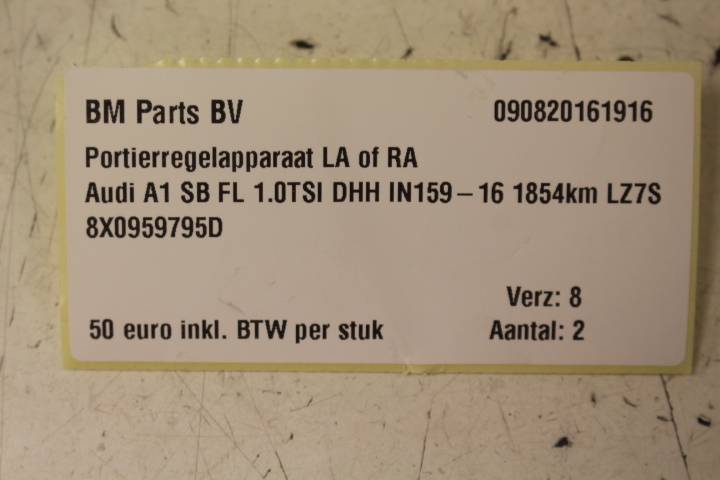 BM Parts BV 090820161916
Portierregelapparaat LA of RA
Audi A1 SB FL 1.0TSI DHH IN159-16 1854km LZ7S
8X0959795D
Verz: 8
50 euro inkl. BTW per stuk Aantal: 2